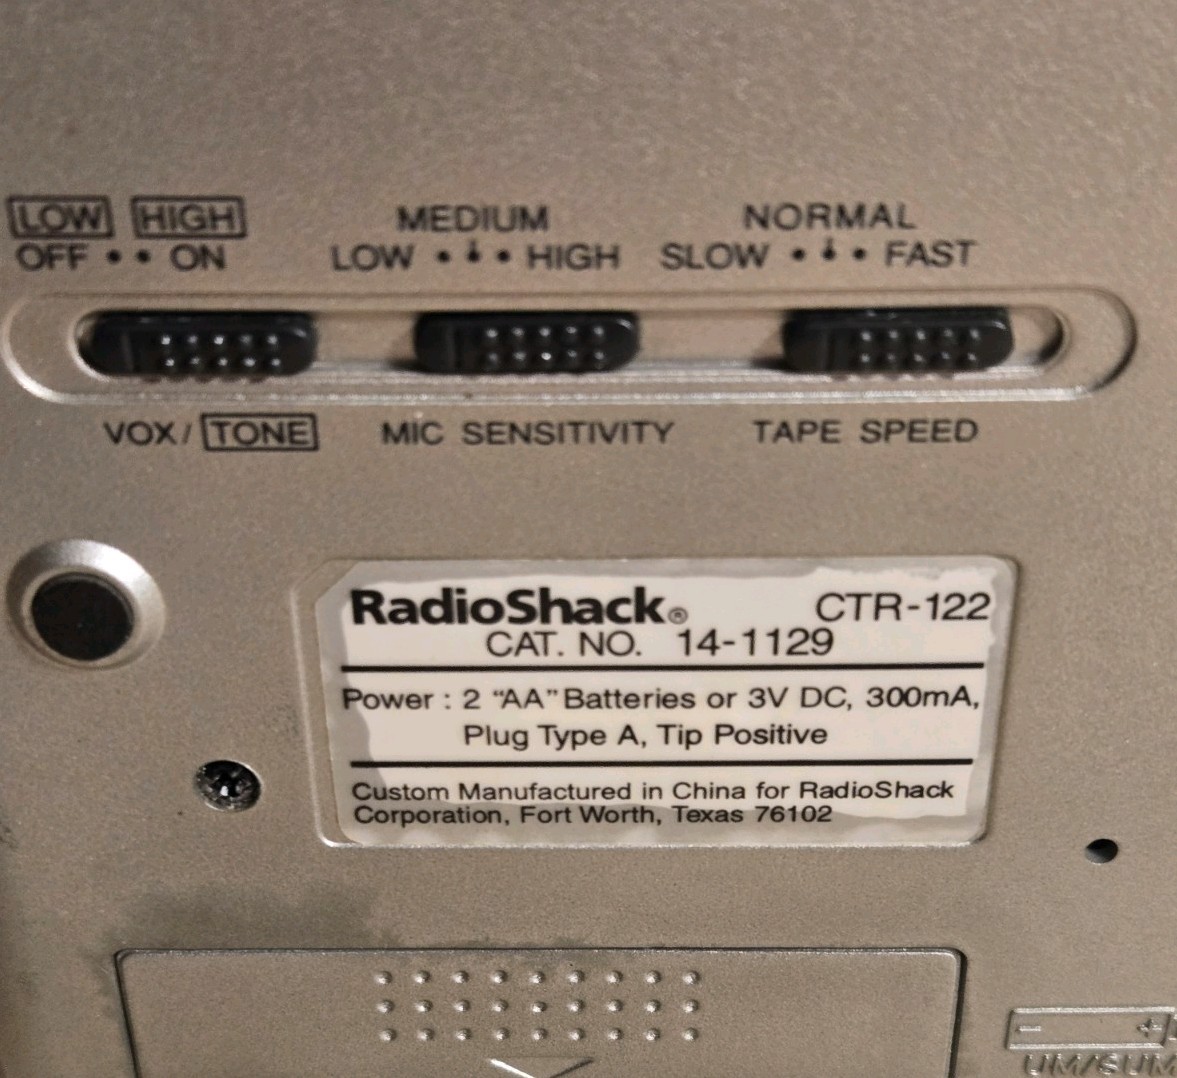 LOW HIGH MEDIUM NORMAL
OFF • • ON LOW • • • HIGH SLOW • • • FAST
VOX/ TONE MIC SENSITIVITY TAPE SPEED
RadioShack® CTR-122
CAT. NO. 14-1129
Power : 2 “AA” Batteries or 3V DC, 300mA,
Plug Type A, Tip Positive
Custom Manufactured in China for RadioShack
Corporation, Fort Worth, Texas 76102
- +